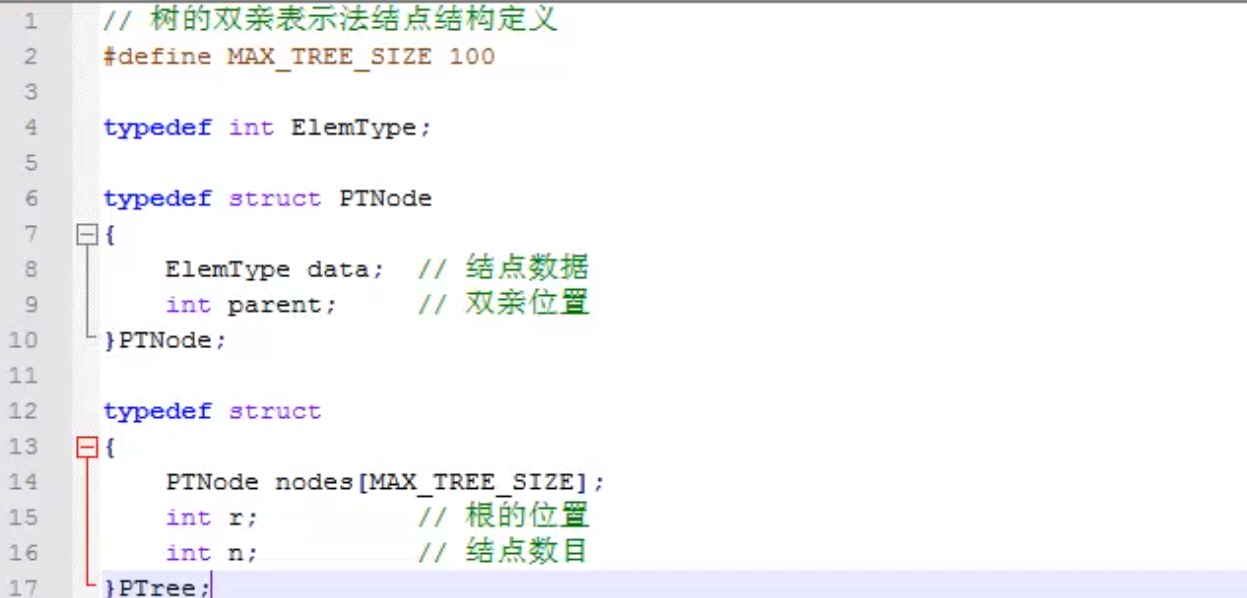 1 // 树的双亲表示法结点结构定义
2 #define MAX_TREE_SIZE 100
3
4 typedef int ElemType;
5
6 typedef struct PTNode
7 {
8 ElemType data; // 结点数据
9 int parent; // 双亲位置
10 }PTNode;
11
12 typedef struct
13 {
14 PTNode nodes[MAX_TREE_SIZE];
15 int r; // 根的位置
16 int n; // 结点数目
17 }PTree;